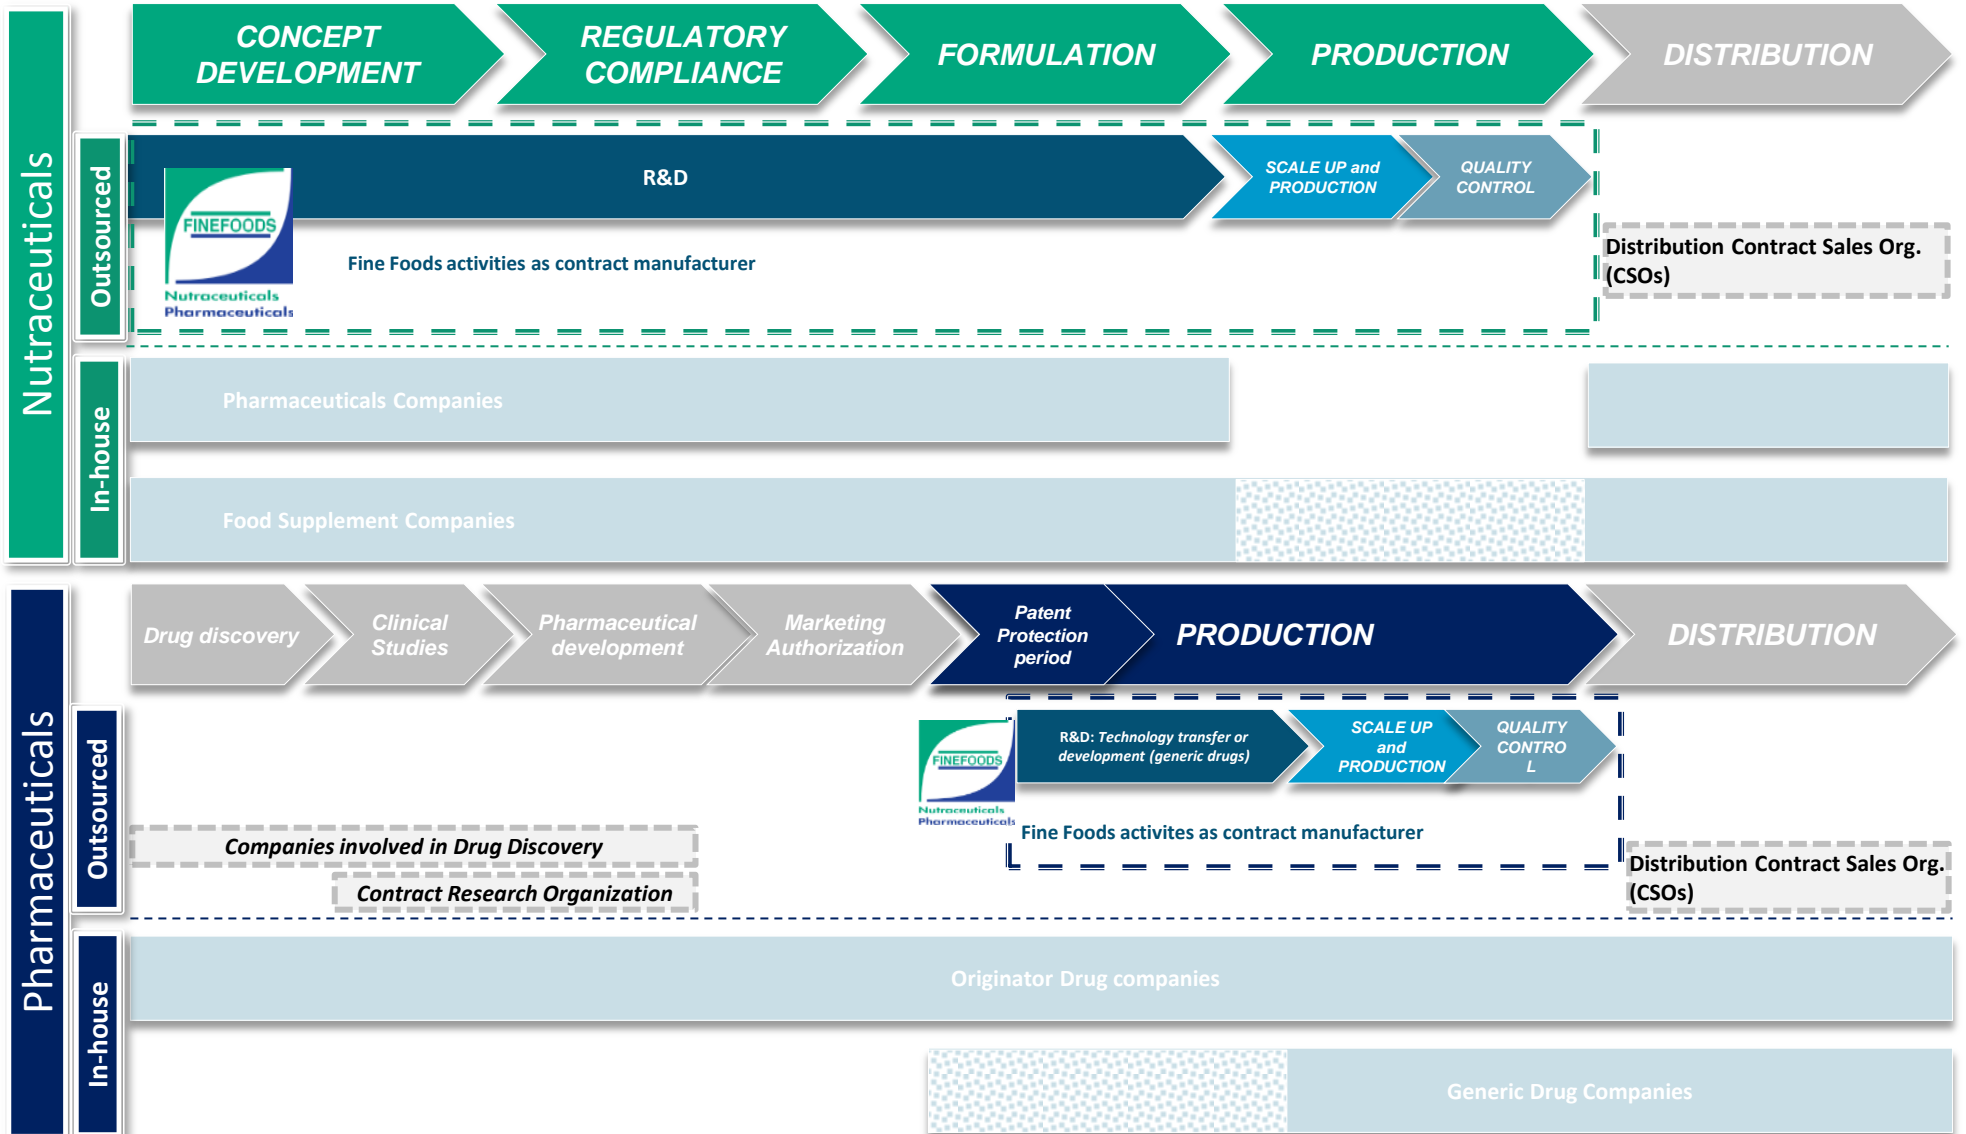 Nutraceuticals
CONCEPT
DEVELOPMENT
REGULATORY
COMPLIANCE
FORMULATION
PRODUCTION
DISTRIBUTION
Outsourced
R&D
SCALE UP and
PRODUCTION
QUALITY
CONTROL
FINEFOODS
Nutraceuticals
Pharmaceuticals
Fine Foods activities as contract manufacturer
Distribution Contract Sales Org.
(CSOs)
In-house
Pharmaceuticals Companies
Food Supplement Companies
Pharmaceuticals
Drug discovery
Clinical
Studies
Pharmaceutical
development
Marketing
Authorization
Patent
Protection
period
PRODUCTION
DISTRIBUTION
Outsourced
FINEFOODS
Nutraceuticals
Pharmaceuticals
R&D: Technology transfer or
development (generic drugs)
SCALE UP
and
PRODUCTION
QUALITY
CONTRO
L
Fine Foods activites as contract manufacturer
Companies involved in Drug Discovery
Contract Research Organization
Distribution Contract Sales Org.
(CSOs)
In-house
Originator Drug companies
Generic Drug Companies